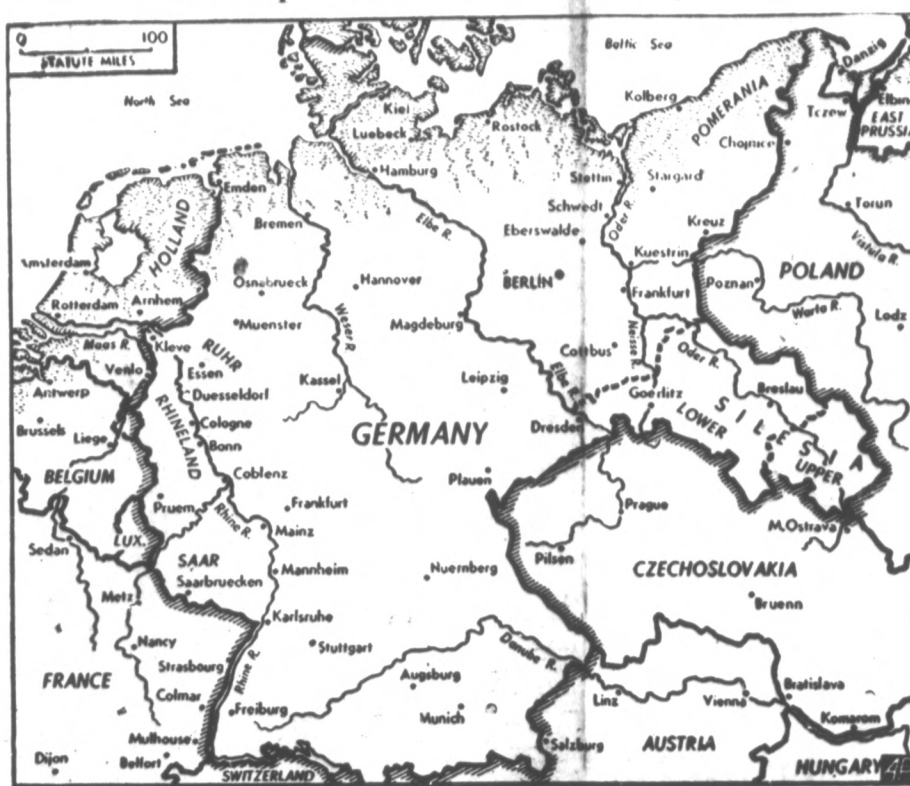 0 100
STATUTE MILES
North Sea
Baltic Sea
Danzig
Kiel
Kolberg
POMERANIA
Tczew
Elbing
EAST
PRUSSIA
Luebeck
Rostock
Chojnice
Hamburg
Emden
Stettin
Stargard
Bremen
Elbe R.
Schwedt
Oder R.
Torun
HOLLAND
Eberswalde
Kreuz
Vistula R.
Amsterdam
Osnabrueck
Hannover
BERLIN
Kuestrin
POLAND
Rotterdam
Arnhem
Frankfurt
Poznan
Warta R.
Lodz
Maas R.
Kleve
Muenster
Weser R.
Magdeburg
Neisse R.
RUHR
Cottbus
Oder R.
Venlo
Essen
Kassel
Leipzig
Elbe
Goerlitz
Breslau
Antwerp
Duesseldorf
Dresden
LOWER
SILESIA
UPPER
Brussels
Cologne
RHINELAND
GERMANY
Liege
Bonn
BELGIUM
Coblenz
Plauen
Pruem
Rhine R.
Frankfurt
Prague
M.Ostrava
LUX.
Mainz
Sedan
SAAR
Pilsen
Saarbruecken
Mannheim
Nuernberg
CZECHOSLOVAKIA
Metz
Bruenn
Karlsruhe
Nancy
Stuttgart
Danube R.
FRANCE
Strasbourg
Rhine R.
Augsburg
Linz
Vienna
Bratislava
Colmar
Freiburg
Munich
Komarom
Mulhouse
Dijon
Belfort
SWITZERLAND
Salzburg
AUSTRIA
HUNGARY